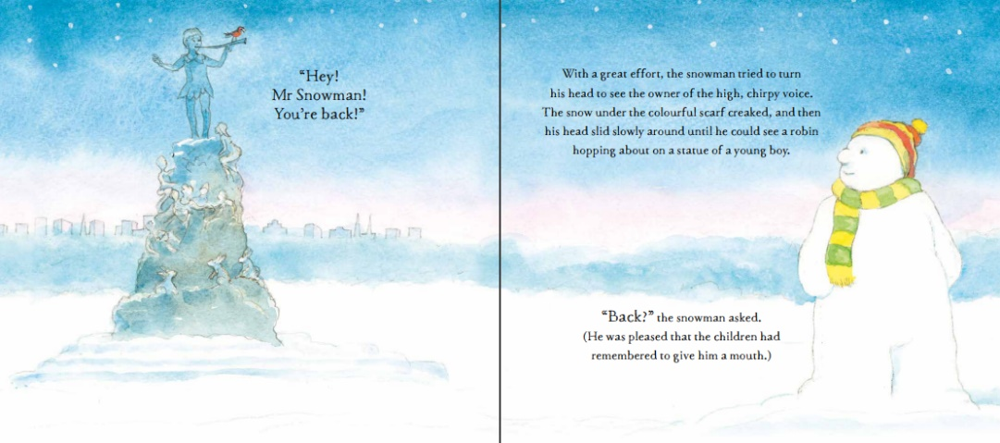 “Hey!
Mr Snowman!
You’re back!”
With a great effort, the snowman tried to turn
his head to see the owner of the high, chirpy voice.
The snow under the colourful scarf creaked, and then
his head slid slowly around until he could see a robin
hopping about on a statue of a young boy.
“Back?” the snowman asked.
(He was pleased that the children had
remembered to give him a mouth.)